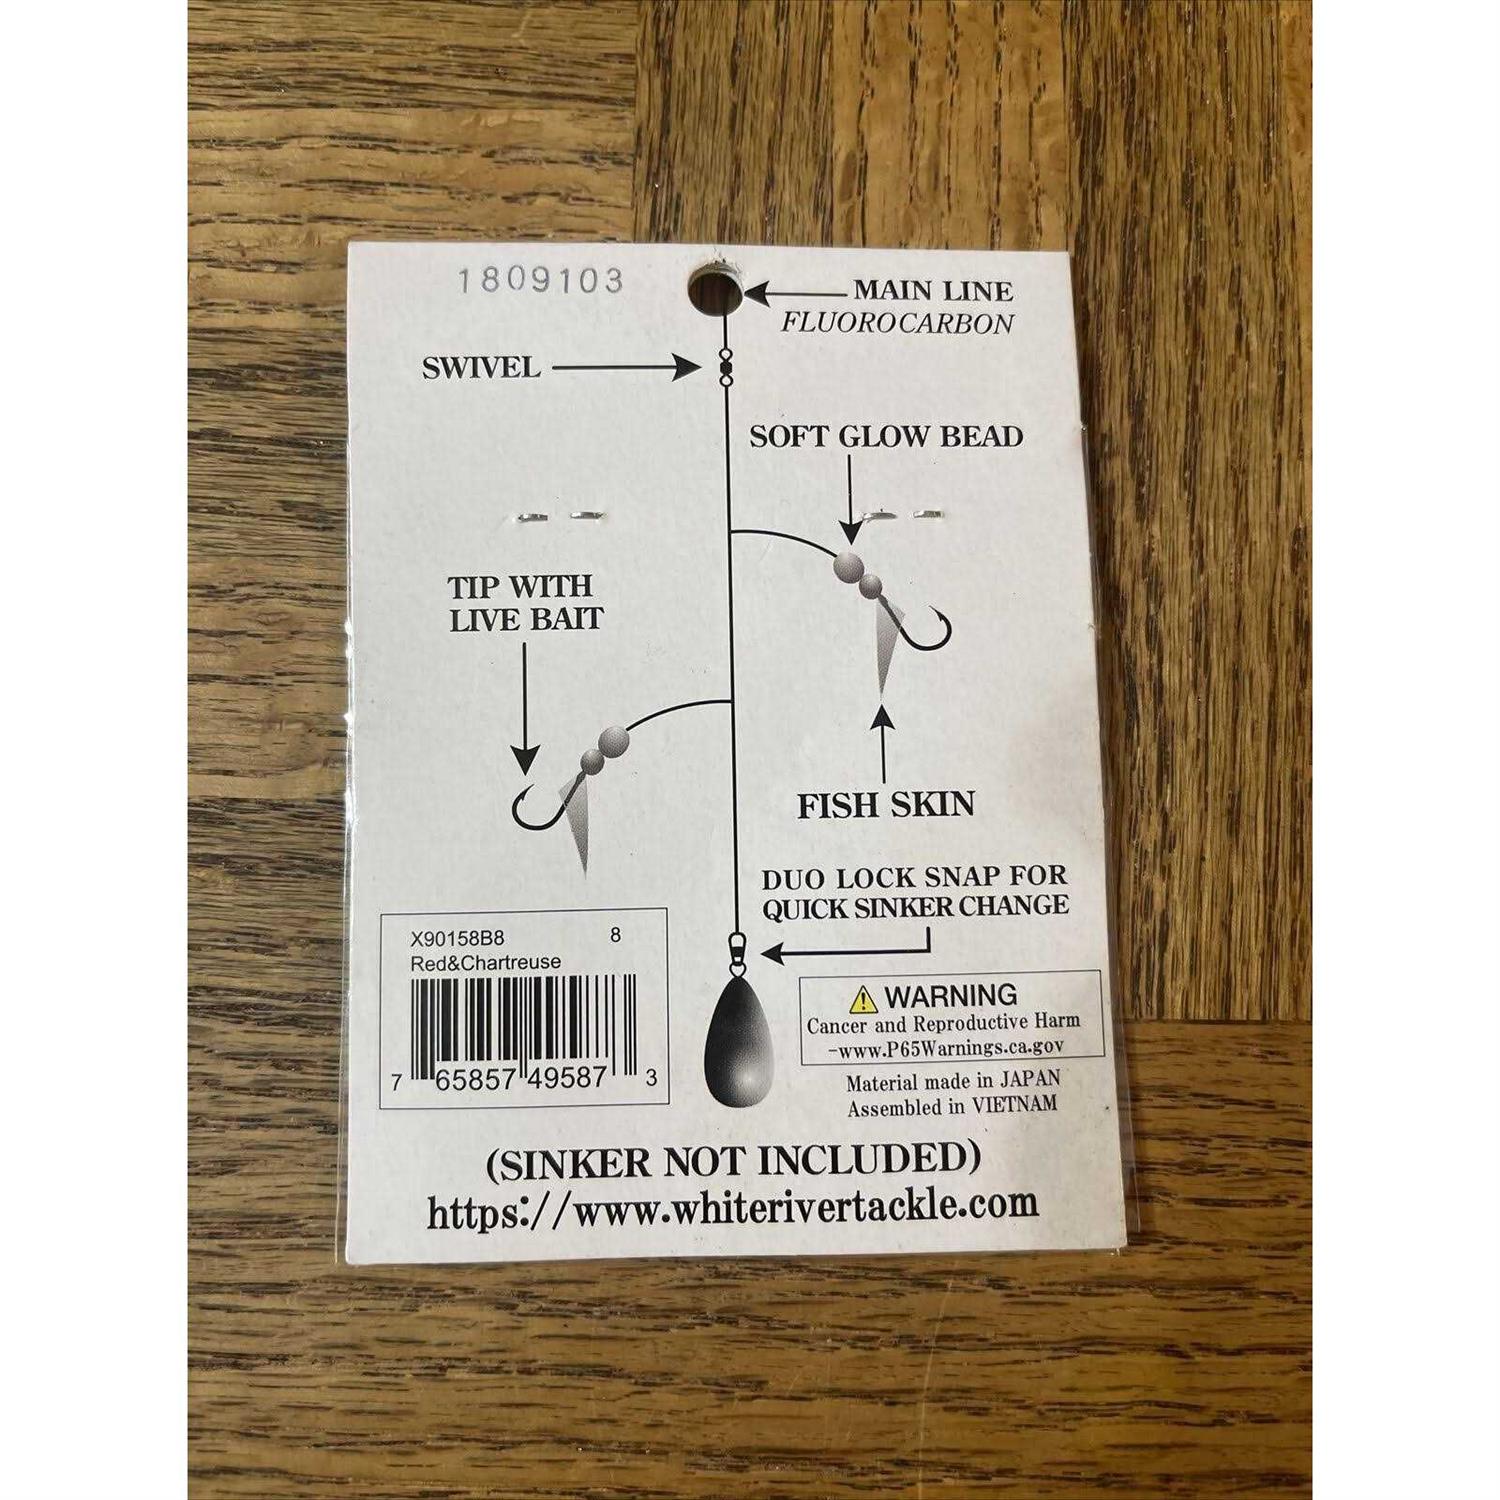 1809103
MAIN LINE
FLUOROCARBON
SWIVEL
SOFT GLOW BEAD
TIP WITH
LIVE BAIT
FISH SKIN
DUO LOCK SNAP FOR
QUICK SINKER CHANGE
X90158B8 8
Red&Chartreuse
7 65857 49587 3
WARNING
Cancer and Reproductive Harm
-www.P65Warnings.ca.gov
Material made in JAPAN
Assembled in VIETNAM
(SINKER NOT INCLUDED)
https://www.whiterivertackle.com